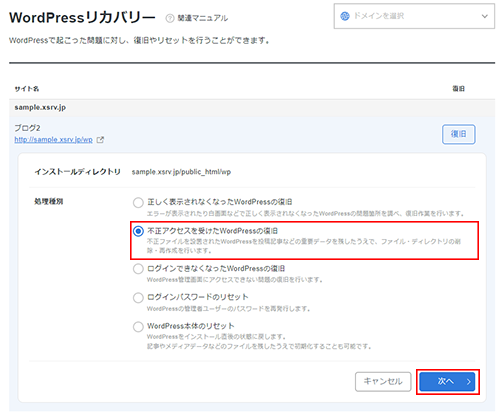 WordPressリカバリー ? 関連マニュアル
ドメインを選択
WordPressで起こった問題に対し、復旧やリセットを行うことができます。
サイト名 復旧
sample.xsrv.jp
ブログ2
http://sample.xsrv.jp/wp
復旧
インストールディレクトリ sample.xsrv.jp/public_html/wp
処理種別
正しく表示されなくなったWordPressの復旧
エラーが表示されたり白画面などで正しく表示されなくなったWordPressの問題箇所を調べ、復旧作業を行います。
不正アクセスを受けたWordPressの復旧
不正ファイルを設置されたWordPressを投稿記事などの重要データを残したうえで、ファイル・ディレクトリの削
除・再作成を行います。
ログインできなくなったWordPressの復旧
WordPress管理画面にアクセスできない問題の復旧を行います。
ログインパスワードのリセット
WordPressの管理者ユーザーのパスワードを再発行します。
WordPress本体のリセット
WordPressをインストール直後の状態に戻します。
記事やメディアデータなどのファイルを残したうえで初期化することも可能です。
キャンセル 次へ